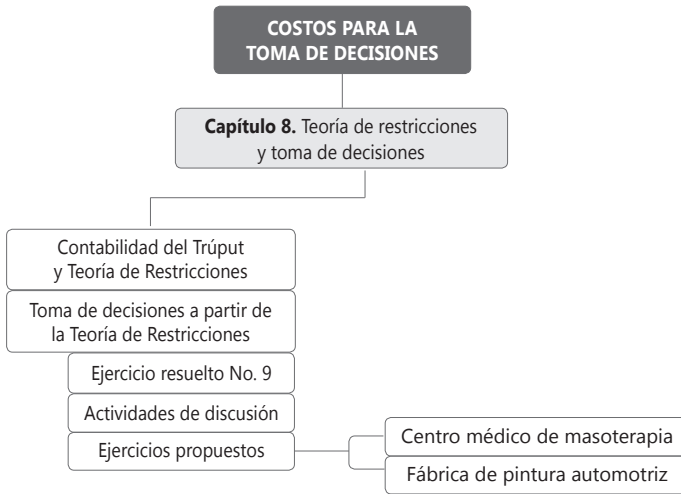 COSTOS PARA LA
TOMA DE DECISIONES
Capítulo 8. Teoría de restricciones
y toma de decisiones
Contabilidad del Trúput
y Teoría de Restricciones
Toma de decisiones a partir de
la Teoría de Restricciones
Ejercicio resuelto No. 9
Actividades de discusión
Ejercicios propuestos
Centro médico de masoterapia
Fábrica de pintura automotriz